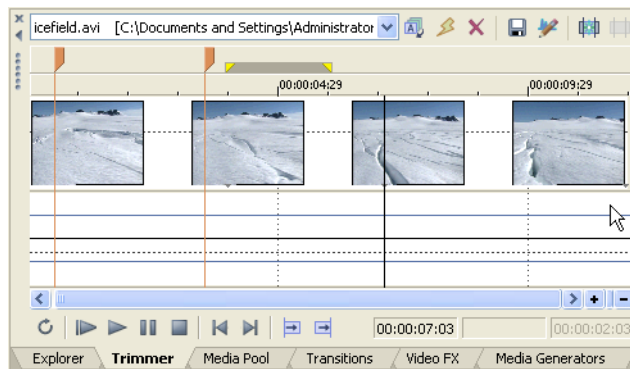 icefield.avi [C:\Documents and Settings\Administrator
00:00:04:29 00:00:09:29
00:00:07:03 00:00:02:03
Explorer Trimmer Media Pool Transitions Video FX Media Generators